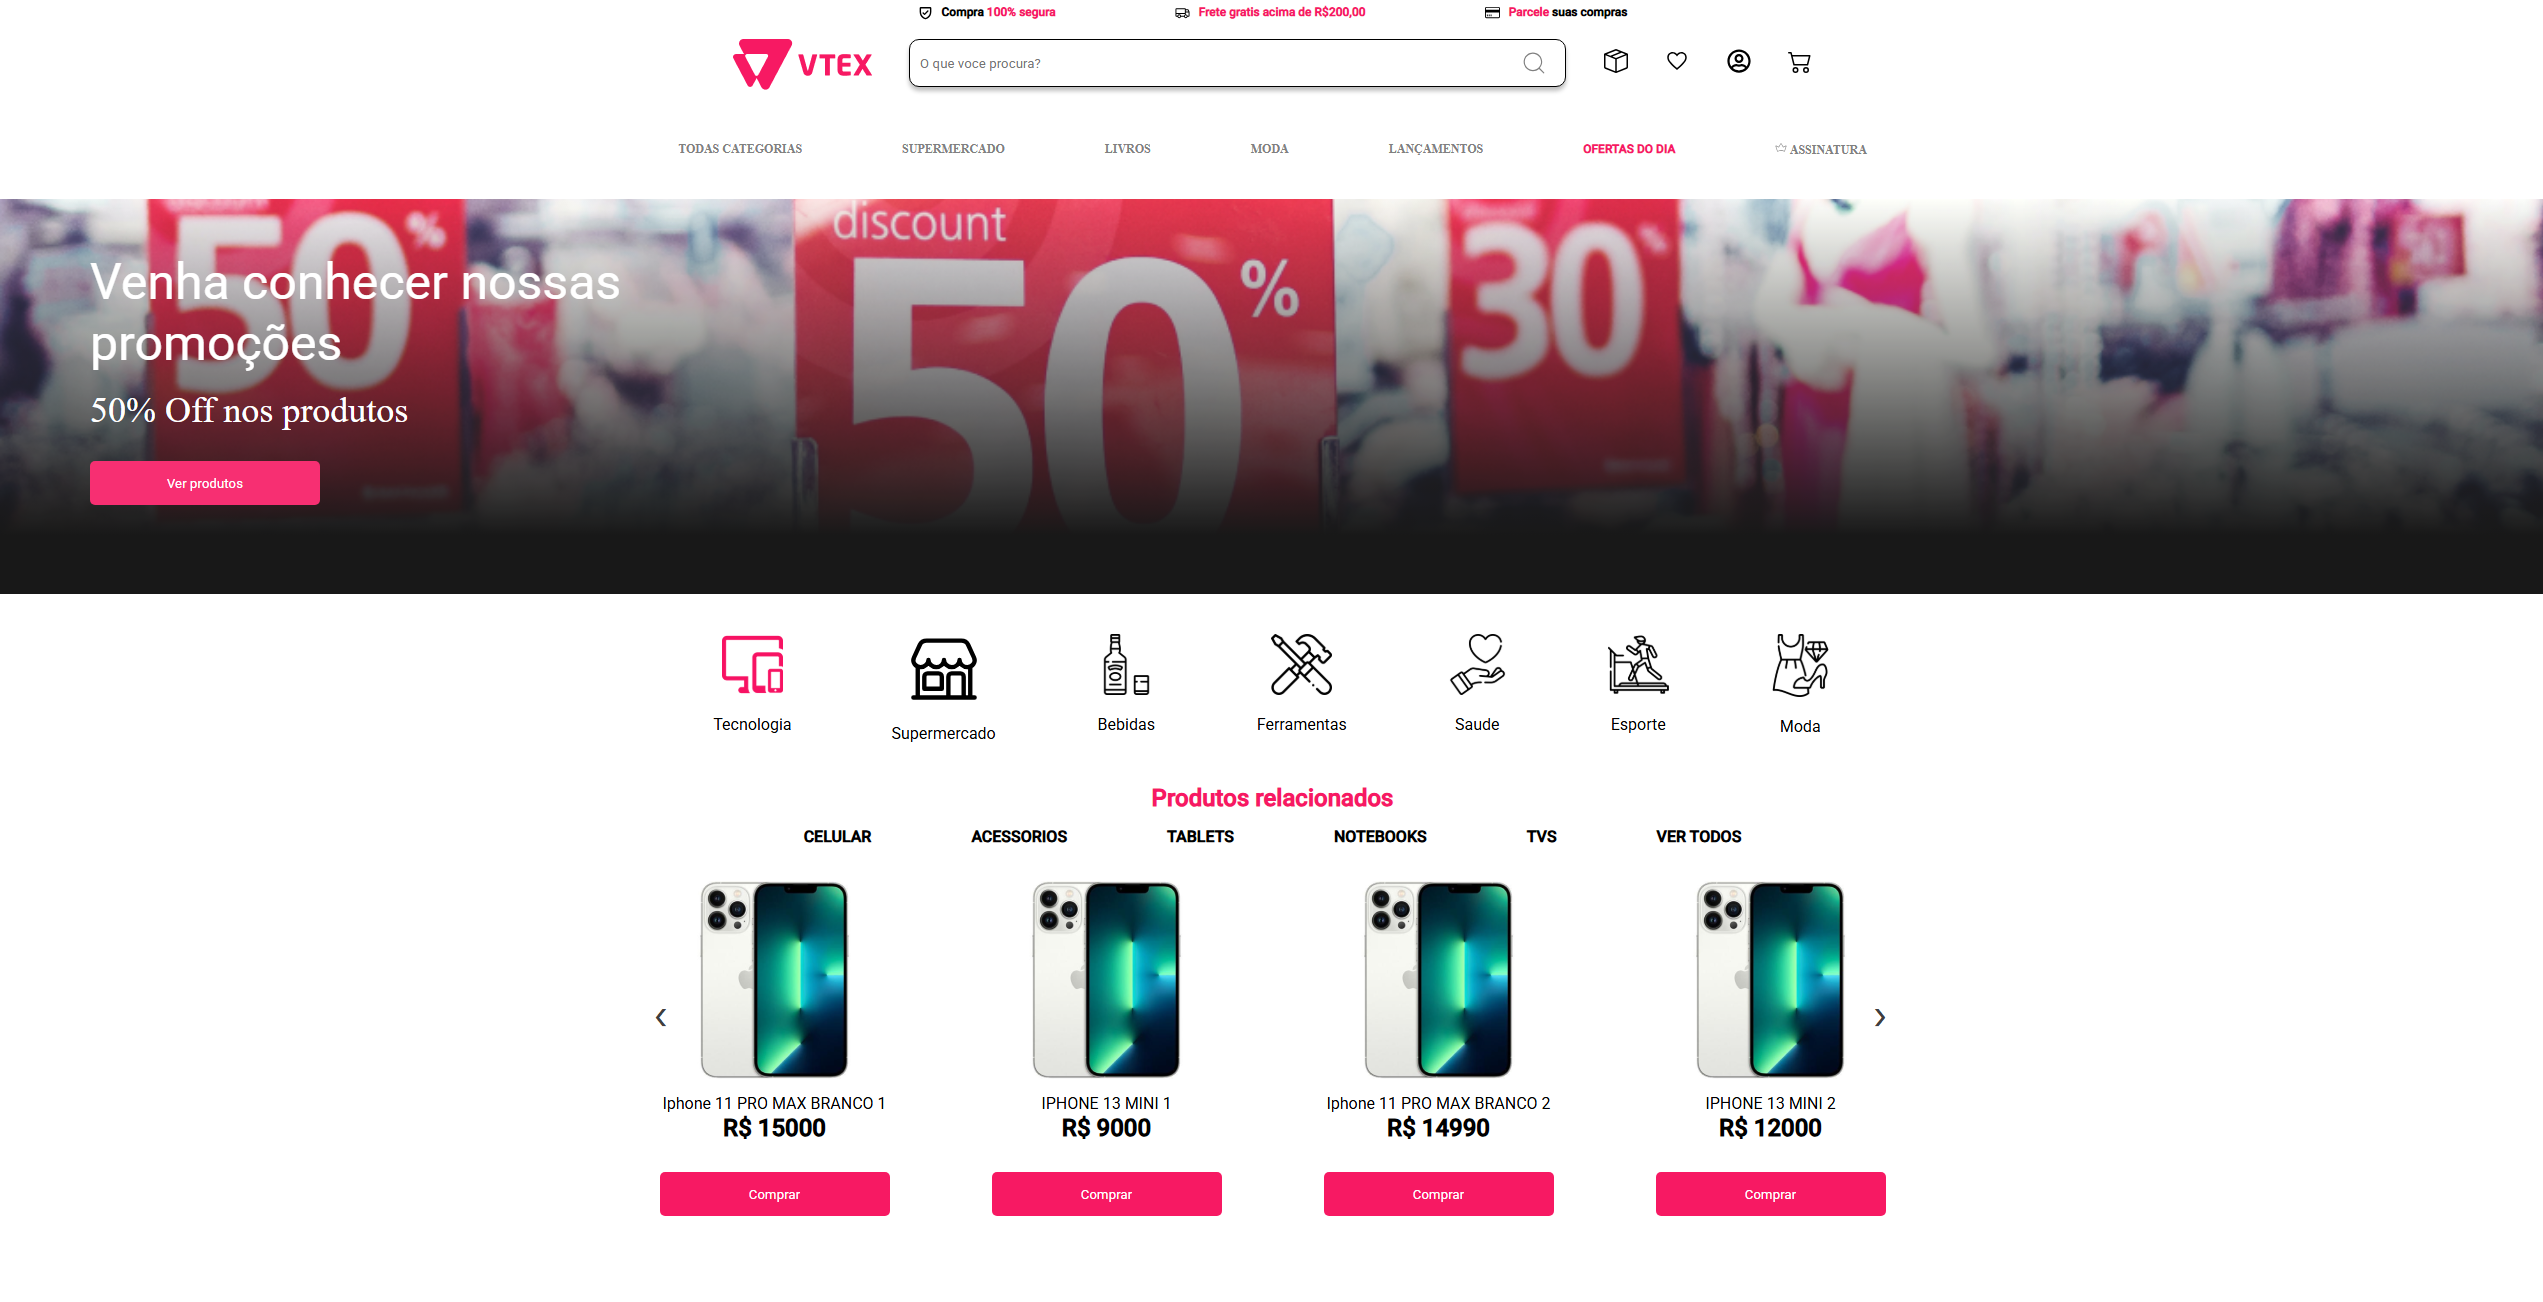 Compra 100% segura
Frete gratis acima de R$200,00
Parcele suas compras
VTEX
O que voce procura?
TODAS CATEGORIAS
SUPERMERCADO
LIVROS
MODA
LANÇAMENTOS
OFERTAS DO DIA
ASSINATURA
discount
50%
discount
50%
30%
Venha conhecer nossas
promoções
50% Off nos produtos
Ver produtos
Tecnologia
Supermercado
Bebidas
Ferramentas
Saude
Esporte
Moda
Produtos relacionados
CELULAR
ACESSORIOS
TABLETS
NOTEBOOKS
TVS
VER TODOS
Iphone 11 PRO MAX BRANCO 1
R$ 15000
Comprar
IPHONE 13 MINI 1
R$ 9000
Comprar
Iphone 11 PRO MAX BRANCO 2
R$ 14990
Comprar
IPHONE 13 MINI 2
R$ 12000
Comprar